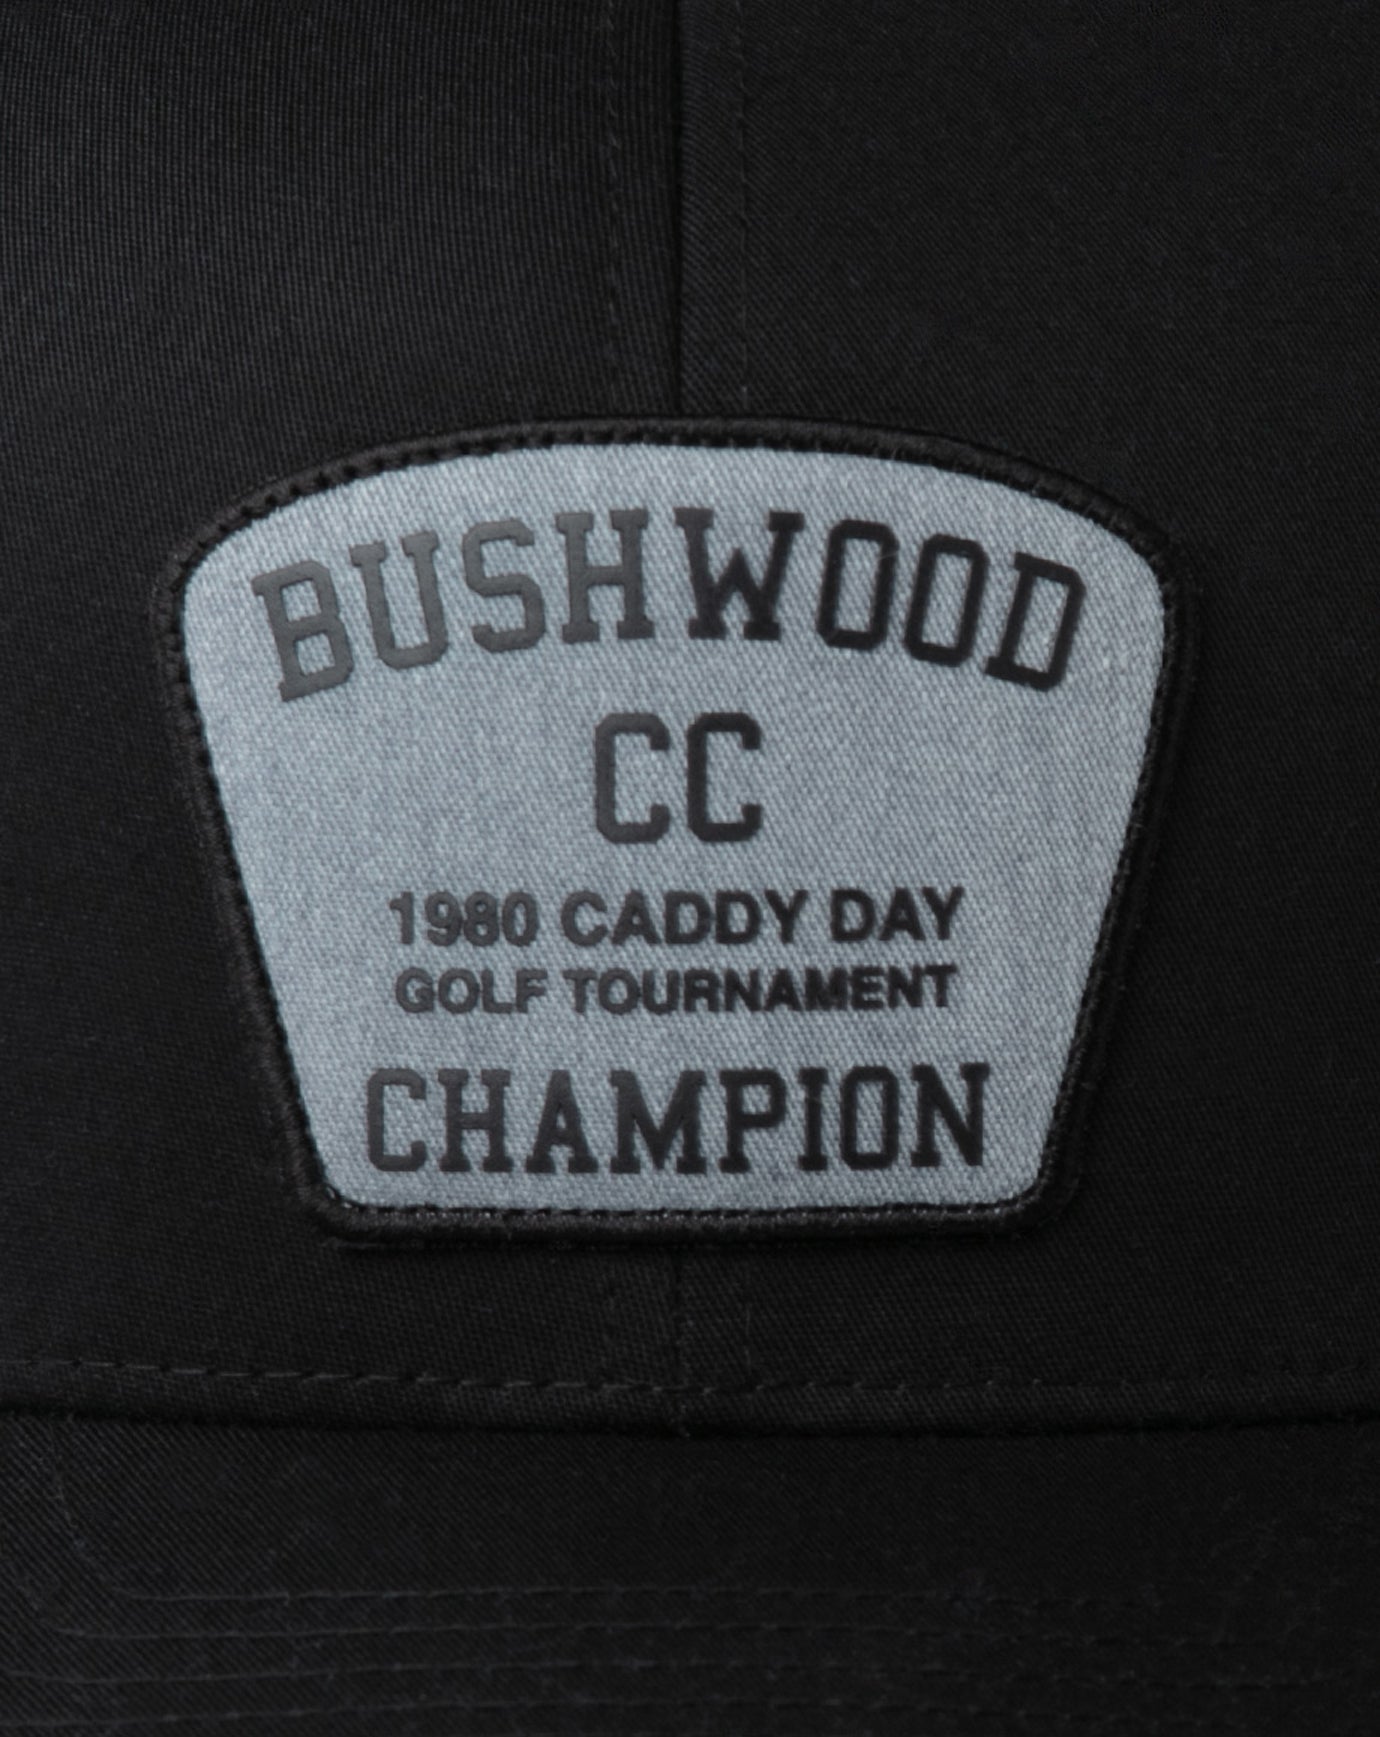 BUSHWOOD
CC
1980 CADDY DAY
GOLF TOURNAMENT
CHAMPION